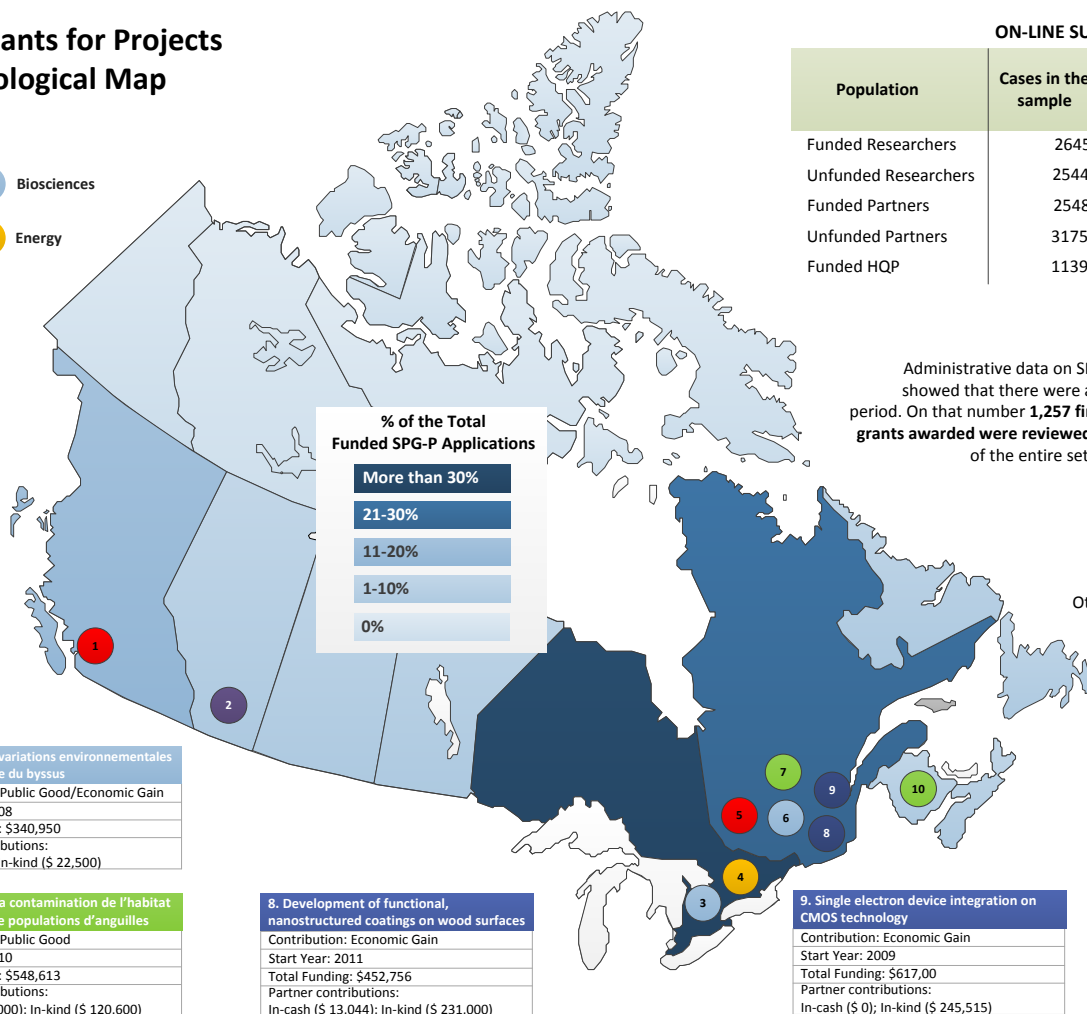 ants for Projects
ological Map
Biosciences
Energy
ON-LINE SU
Population
Cases in the
sample
Funded Researchers 2645
Unfunded Researchers 2544
Funded Partners 2548
Unfunded Partners 3175
Funded HQP 1139
Administrative data on S
showed that there were a
period. On that number 1,257 fi
grants awarded were reviewed
of the entire set
Ot
% of the Total
Funded SPG-P Applications
More than 30%
21-30%
11-20%
1-10%
0%
1
2
7
9
10
5
6
8
4
3
variations environnementales
e du byssus
Public Good/Economic Gain
08
: $340,950
ibutions:
In-kind ($ 22,500)
a contamination de l'habitat
e populations d'anguilles
Public Good
10
: $548,613
ibutions:
000); In-kind ($ 120,600)
8. Development of functional,
nanostructured coatings on wood surfaces
Contribution: Economic Gain
Start Year: 2011
Total Funding: $452,756
Partner contributions:
In-cash ($ 13,044); In-kind ($ 231,000)
9. Single electron device integration on
CMOS technology
Contribution: Economic Gain
Start Year: 2009
Total Funding: $617,00
Partner contributions:
In-cash ($ 0); In-kind ($ 245,515)